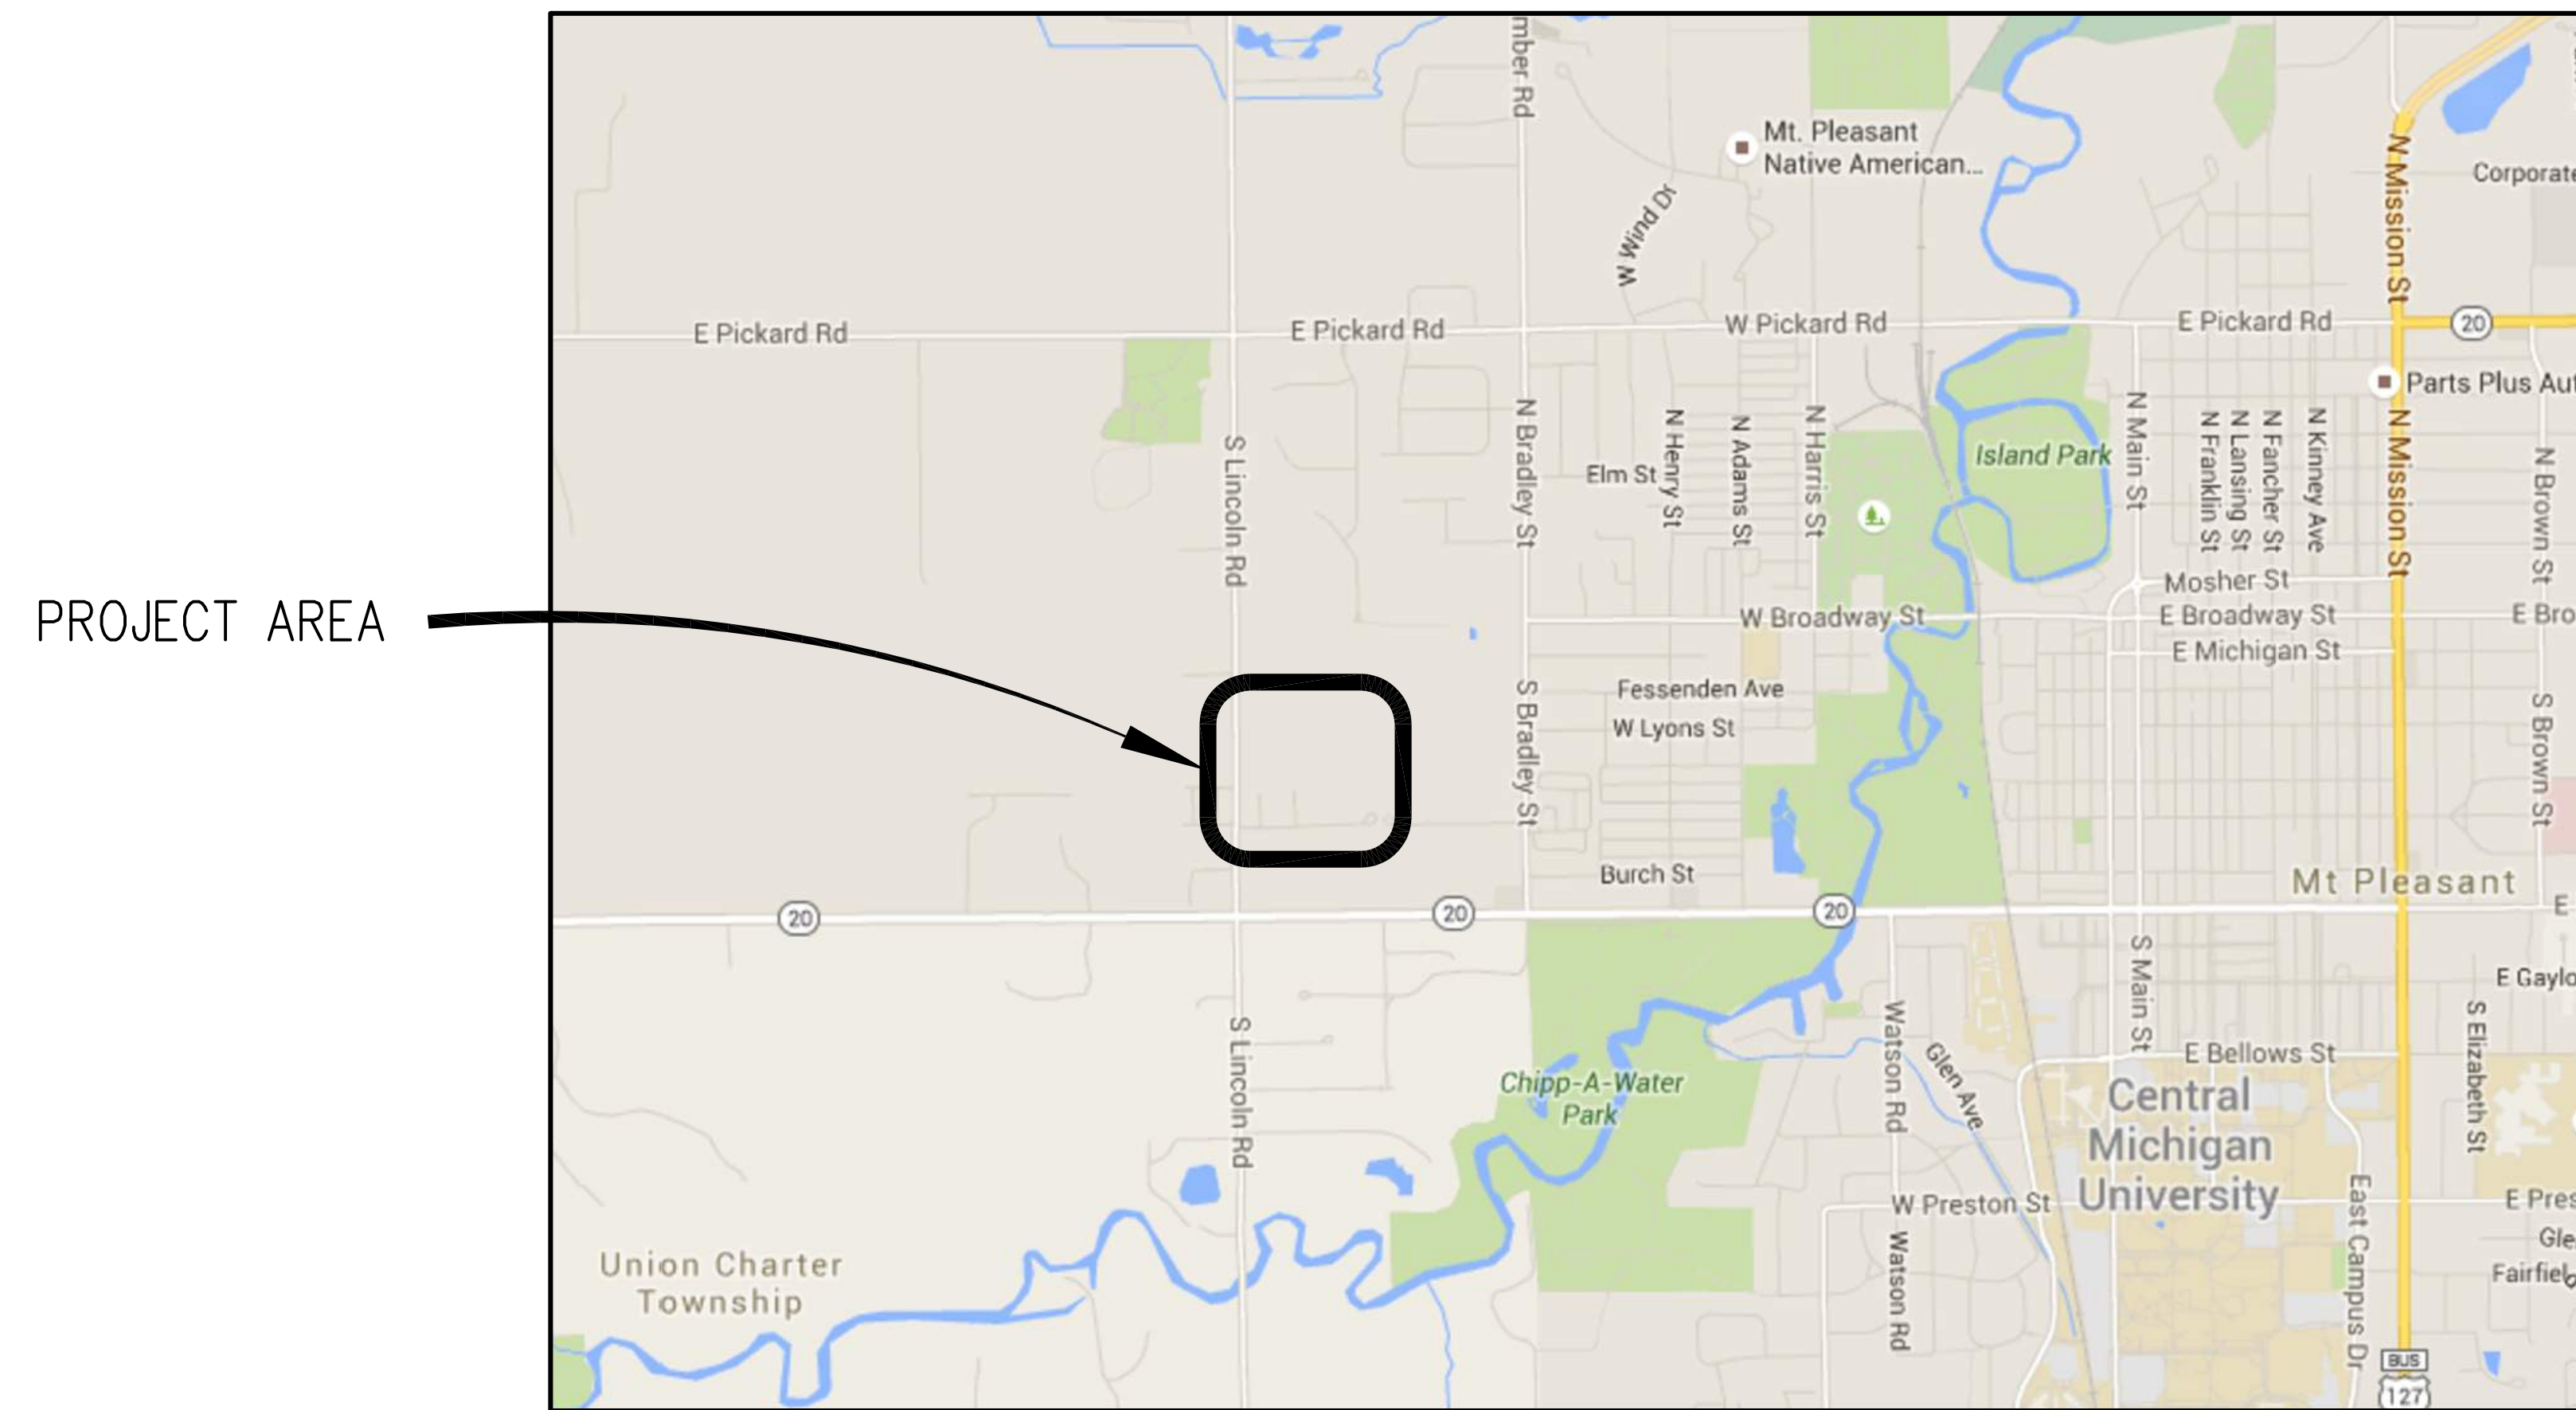 PROJECT AREA
mber Rd
Mt. Pleasant
Native American...
W Wind Dr
N Mission St
Corporate
E Pickard Rd
E Pickard Rd
W Pickard Rd
E Pickard Rd
20
Parts Plus Aut
S Lincoln Rd
N Bradley St
Elm St
N Henry St
N Adams St
N Harris St
Island Park
N Main St
N Franklin St
N Lansing St
N Fancher St
N Kinney Ave
N Mission St
N Brown St
Mosher St
W Broadway St
E Broadway St
E Bro
E Michigan St
S Bradley St
Fessenden Ave
W Lyons St
S Brown St
Burch St
Mt Pleasant
20
20
20
E
S Lincoln Rd
S Main St
E Gaylo
Watson Rd
Glen Ave
S Elizabeth St
E Bellows St
Chipp-A-Water
Park
Central
Michigan
University
W Preston St
E Pres
East Campus Dr
Watson Rd
Gle
Fairfiel
Union Charter
Township
BUS
127